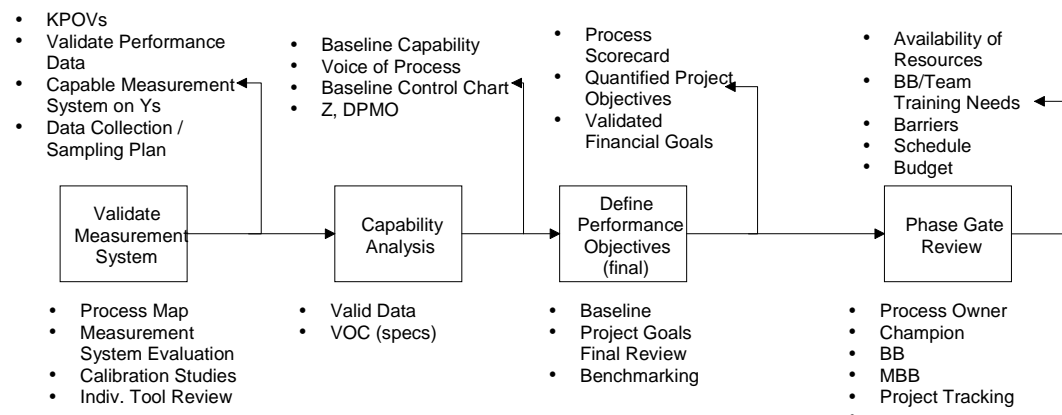 • KPOVs
• Validate Performance
Data
• Capable Measurement
System on Ys
• Data Collection /
Sampling Plan
• Baseline Capability
• Voice of Process
• Baseline Control Chart
• Z, DPMO
• Process
Scorecard
• Quantified Project
Objectives
• Validated
Financial Goals
• Availability of
Resources
• BB/Team
Training Needs
• Barriers
• Schedule
• Budget
Validate
Measurement
System
Capability
Analysis
Define
Performance
Objectives
(final)
Phase Gate
Review
• Process Map
• Measurement
System Evaluation
• Calibration Studies
• Indiv. Tool Review
• Valid Data
• VOC (specs)
• Baseline
• Project Goals
Final Review
• Benchmarking
• Process Owner
• Champion
• BB
• MBB
• Project Tracking